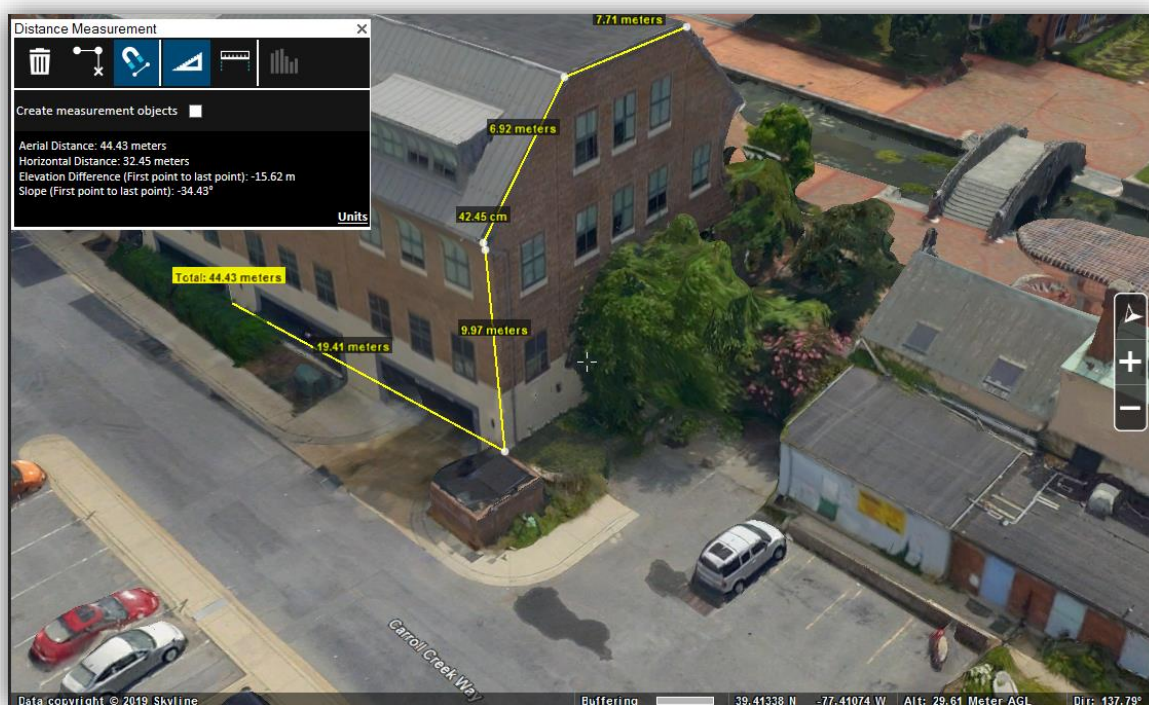 Distance Measurement
Create measurement objects
Aerial Distance: 44.43 meters
Horizontal Distance: 32.45 meters
Elevation Difference (First point to last point): -15.62 m
Slope (First point to last point): -34.43°
Units
7.71 meters
6.92 meters
42.45 cm
Total: 44.43 meters
9.97 meters
19.41 meters
Carroll Creek Way
Data copyright © 2019 Skyline Buffering 39.41338 N -77.41074 W Alt: 29.61 Meter AGL Dir: 137.79°